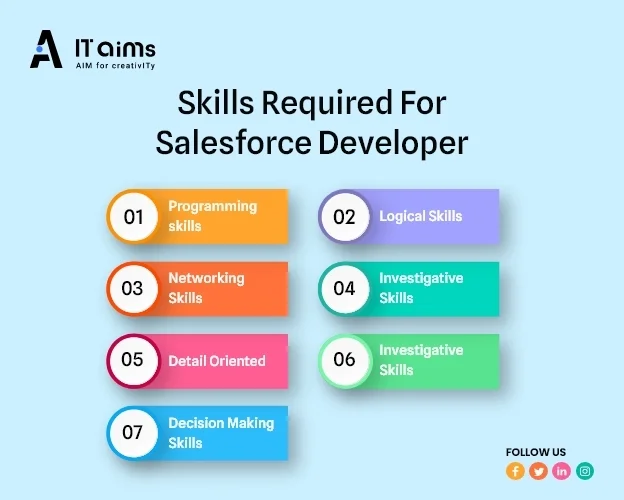 IT aims
AIM for creativITy
Skills Required For
Salesforce Developer
01
Programming
skills
02
Logical Skills
03
Networking
Skills
04
Investigative
Skills
05
Detail Oriented
06
Investigative
Skills
07
Decision Making
Skills
FOLLOW US